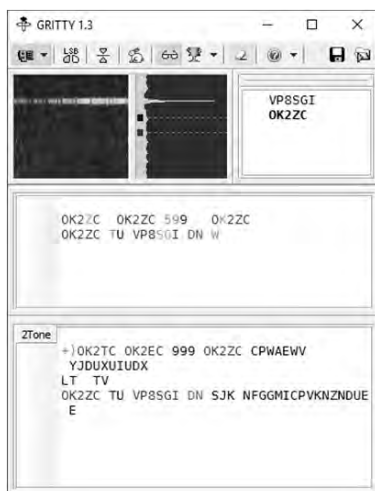 GRITTY 1.3
LSB
VP8SGI
OK2ZC
OK2ZC OK2ZC 599 OK2ZC
OK2ZC TU VP8SGI DN W
2Tone
+)OK2TC OK2EC 999 OK2ZC CPWAEWV
YJDUXUIUDX
LT TV
OK2ZC TU VP8SGI DN SJK NFGGMICPVKNZNDUE
E